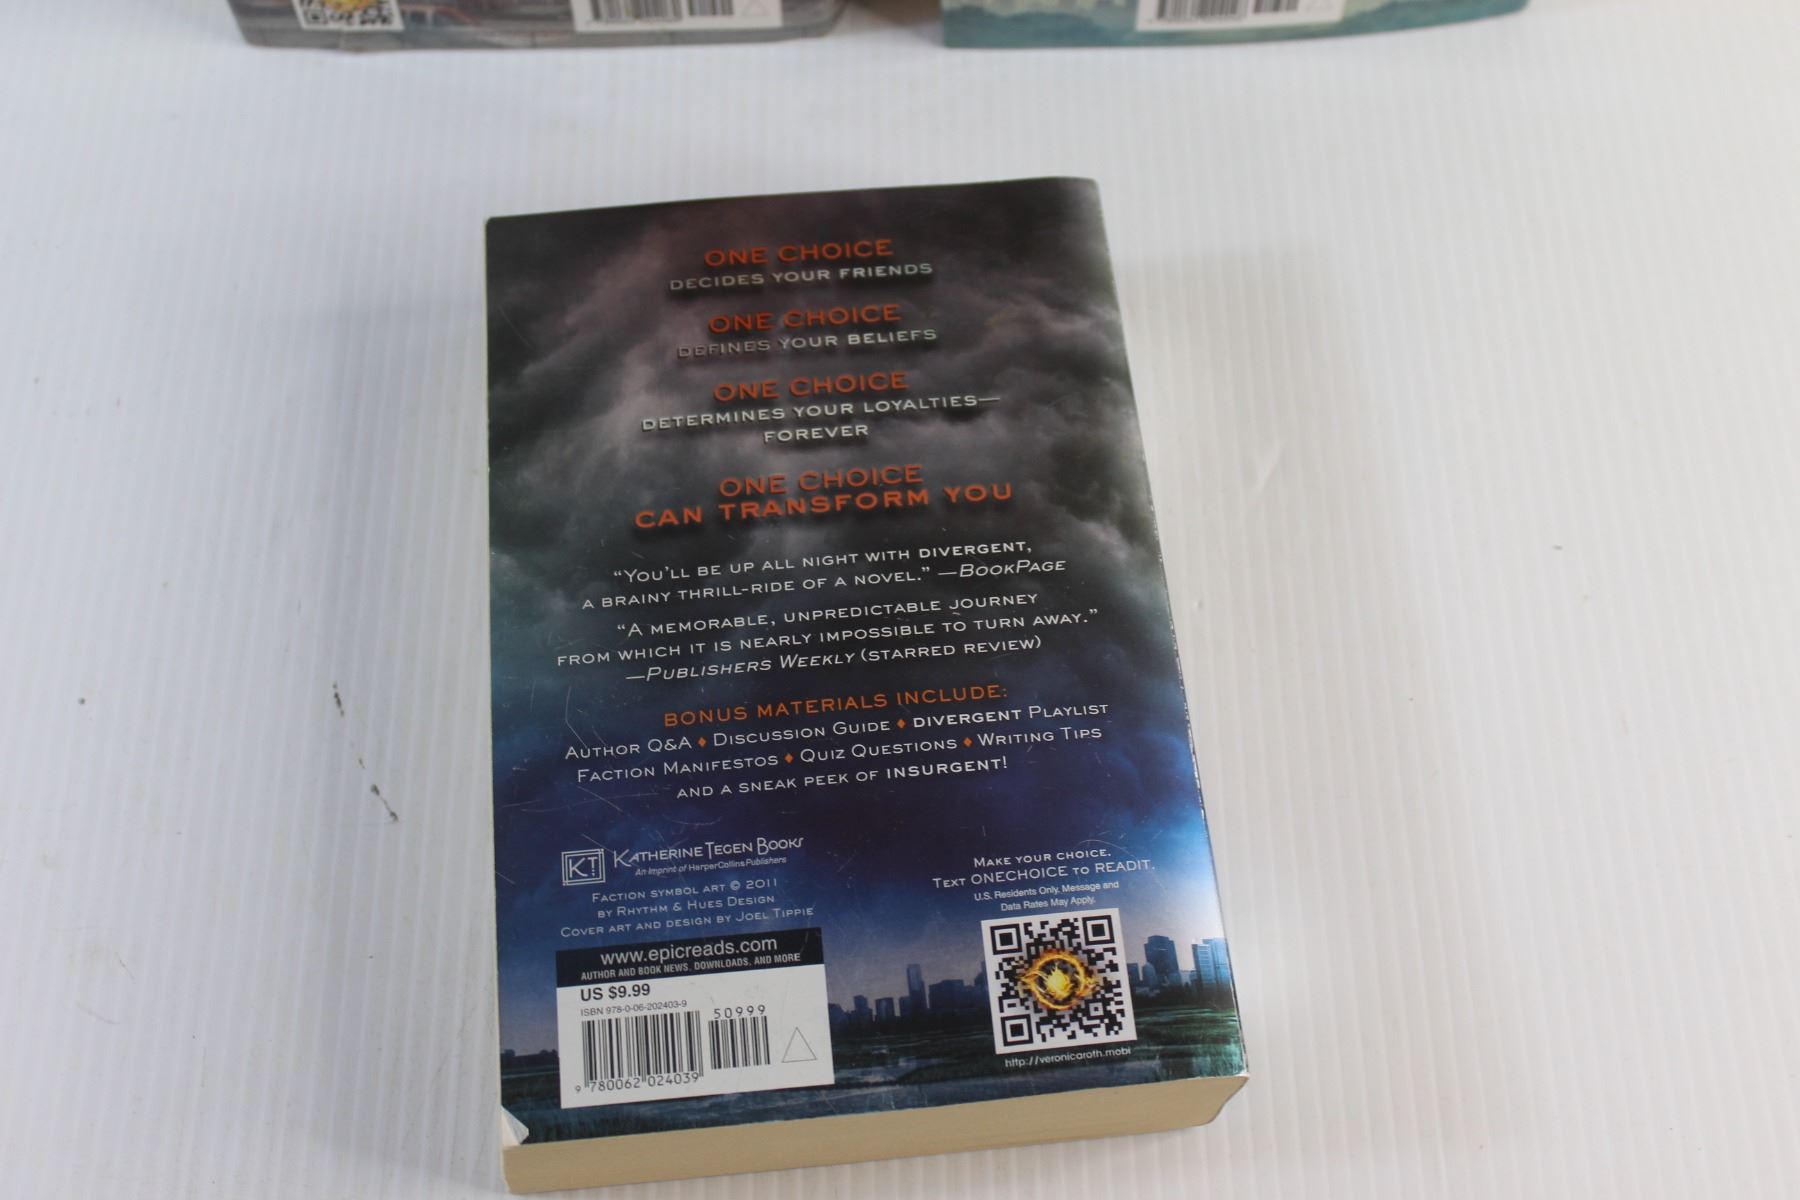 ONE CHOICE
DECIDES YOUR FRIENDS
ONE CHOICE
DEFINES YOUR BELIEFS
ONE CHOICE
DETERMINES YOUR LOYALTIES—
FOREVER
ONE CHOICE
CAN TRANSFORM YOU
“YOU'LL BE UP ALL NIGHT WITH DIVERGENT,
A BRAINY THRILL-RIDE OF A NOVEL.” —BOOKPAGE
“A MEMORABLE, UNPREDICTABLE JOURNEY
FROM WHICH IT IS NEARLY IMPOSSIBLE TO TURN AWAY.”
—PUBLISHERS WEEKLY (STARRED REVIEW)
BONUS MATERIALS INCLUDE:
AUTHOR Q&A ♦ DISCUSSION GUIDE ♦ DIVERGENT PLAYLIST
FACTION MANIFESTOS ♦ QUIZ QUESTIONS ♦ WRITING TIPS
AND A SNEAK PEEK OF INSURGENT!
KT KATHERINE TEGEN BOOKS
An Imprint of HarperCollins Publishers
FACTION SYMBOL ART © 2011
BY RHYTHM & HUES DESIGN
COVER ART AND DESIGN BY JOEL TIPPIE
www.epicreads.com
AUTHOR AND BOOK NEWS, DOWNLOADS, AND MORE
US $9.99
ISBN 978-0-06-202403-9
50999
9 780062 024039
MAKE YOUR CHOICE.
TEXT ONECHOICE TO READIT.
U.S. Residents Only. Message and
Data Rates May Apply.
http://veronicaroth.mobi